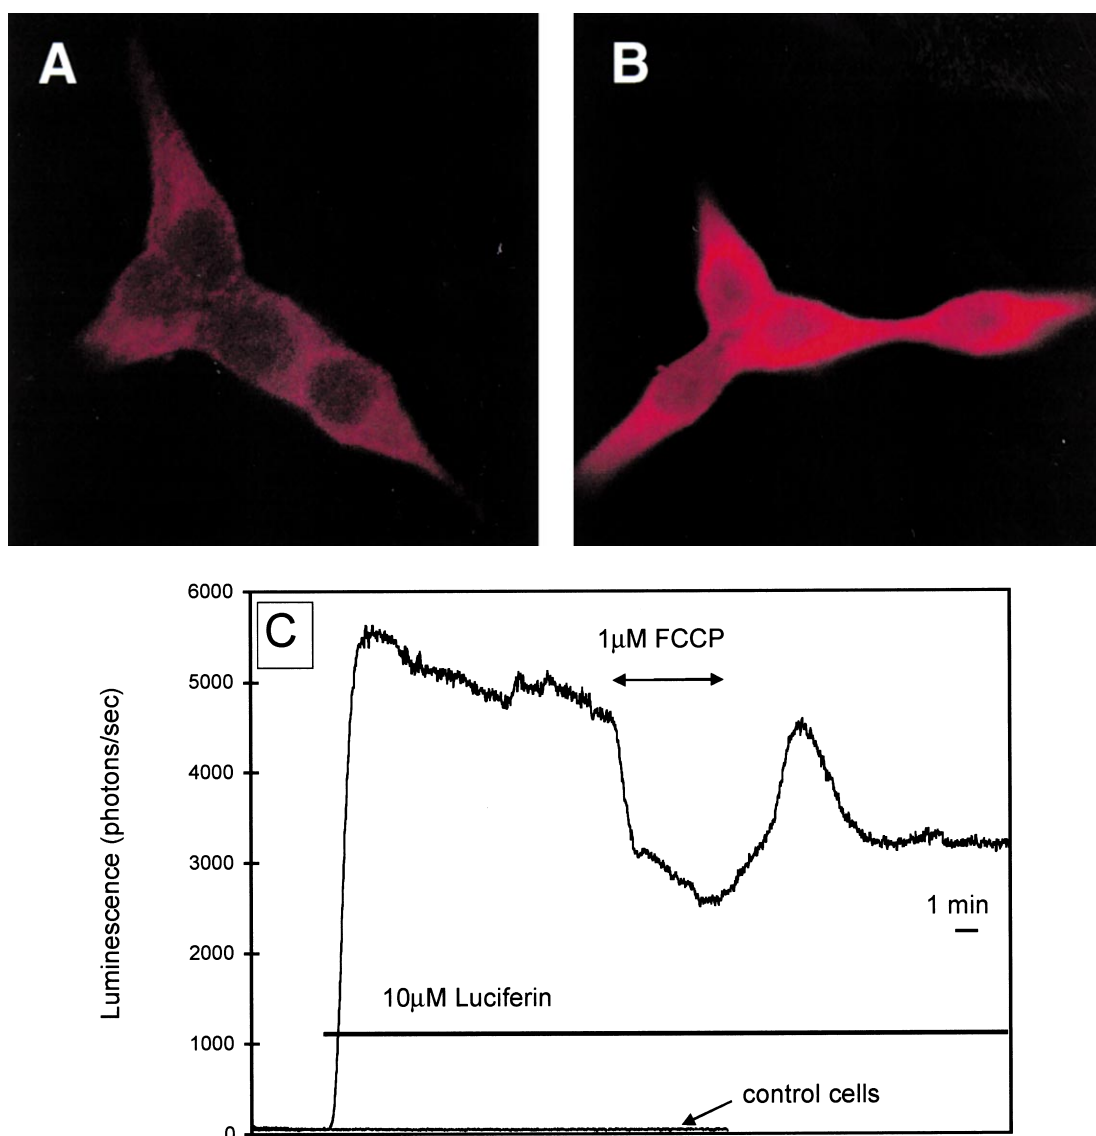 A
B
6000
C
1μM FCCP
5000
4000
3000
1 min
2000
10μM Luciferin
1000
control cells
0
Luminescence (photons/sec)